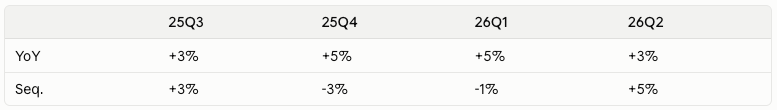 25Q3 25Q4 26Q1 26Q2
YoY +3% +5% +5% +3%
Seq. +3% -3% -1% +5%